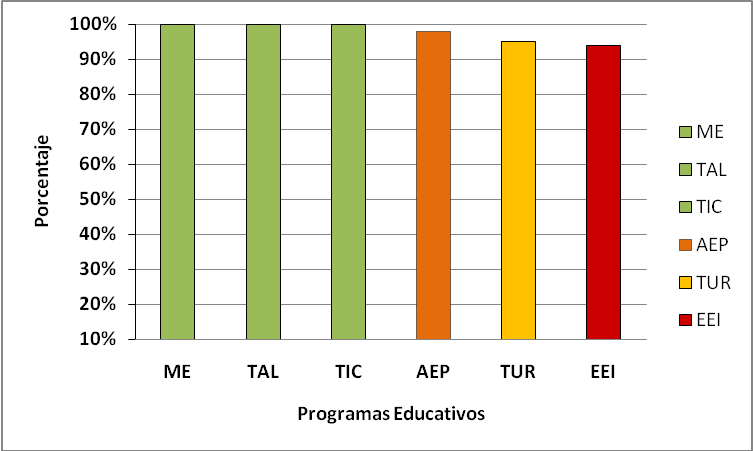 100%
90%
80%
70%
60%
50%
40%
30%
20%
10%
Porcentaje
ME TAL TIC AEP TUR EEI
Programas Educativos
ME
TAL
TIC
AEP
TUR
EEI